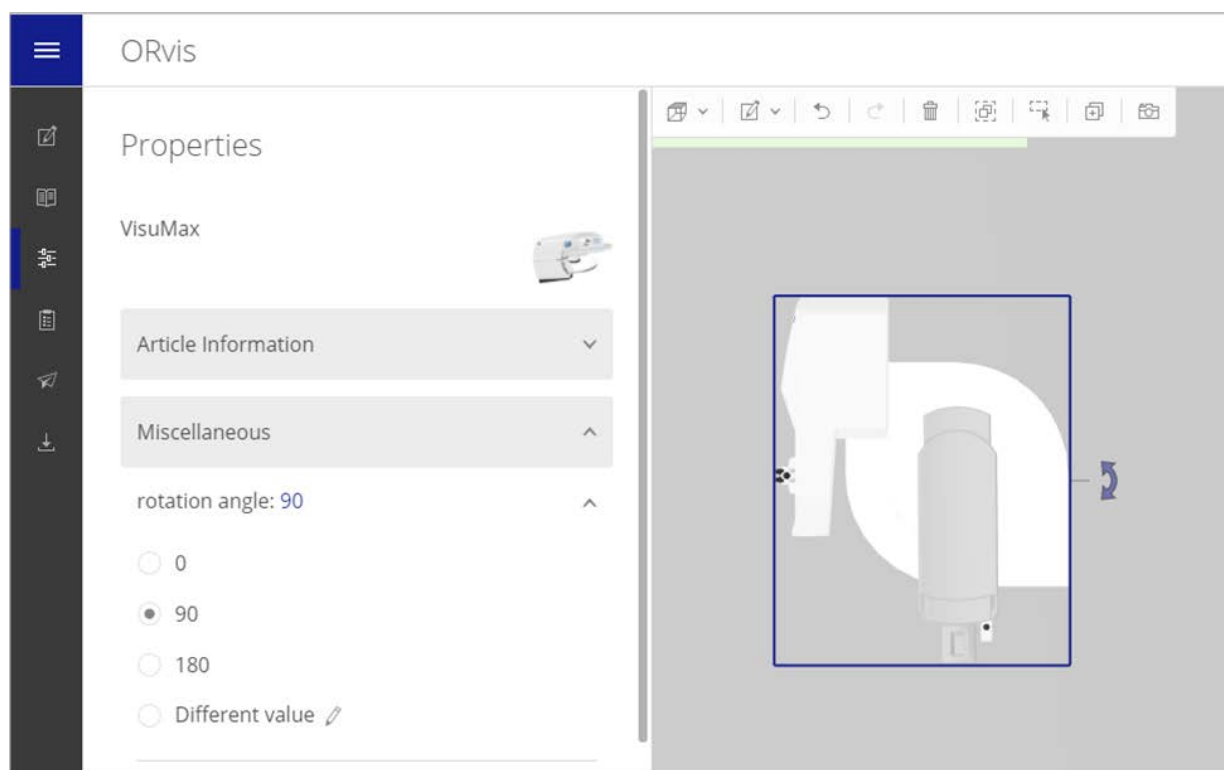 ORvis
Properties
VisuMax
Article Information
Miscellaneous
rotation angle: 90
0
90
180
Different value